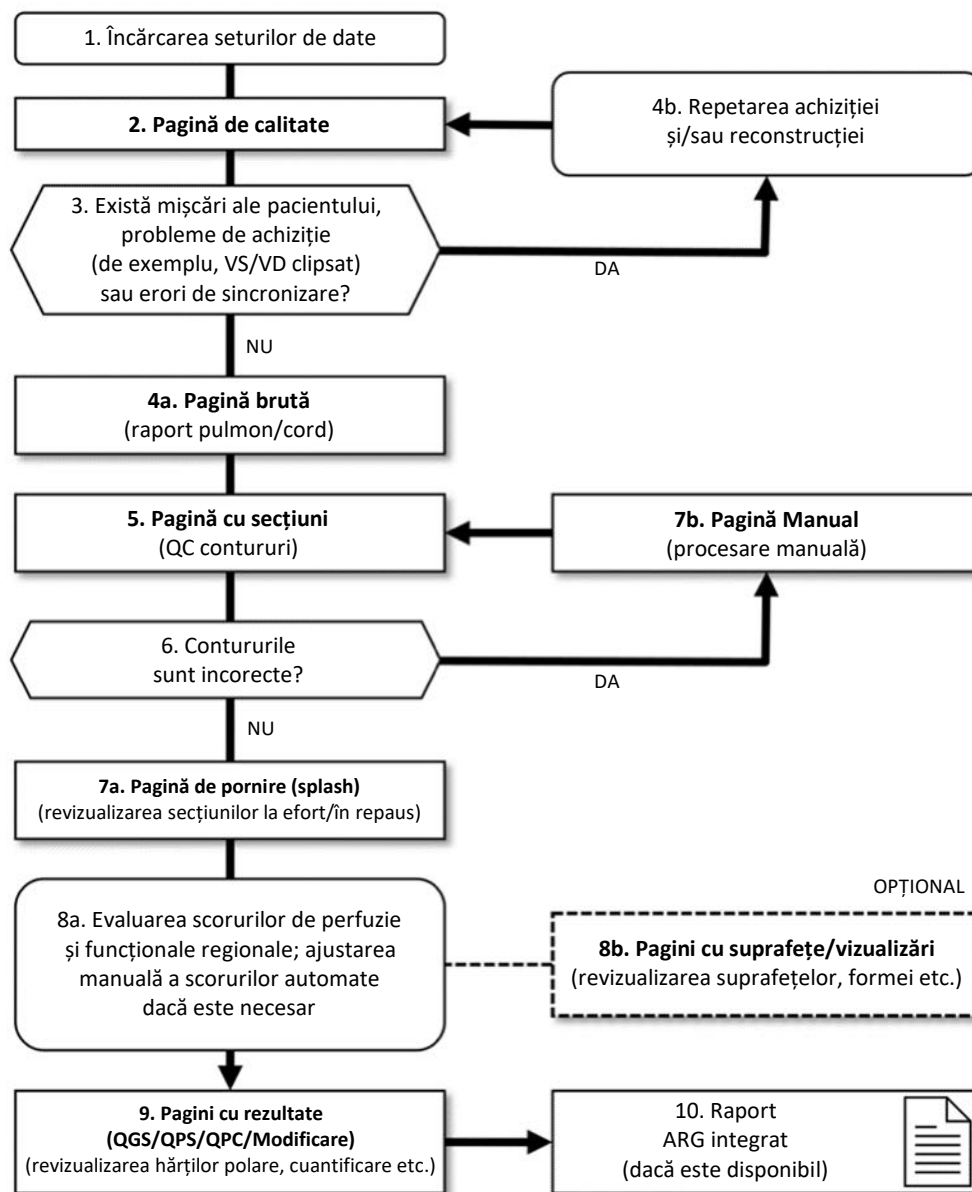 1. Încărcarea seturilor de date
2. Pagină de calitate
4b. Repetarea achiziției
și/sau reconstrucției
3. Există mișcări ale pacientului,
probleme de achiziție
(de exemplu, VS/VD clipsat)
sau erori de sincronizare?
DA
NU
4a. Pagină brută
(raport pulmon/cord)
5. Pagină cu secțiuni
(QC contururi)
7b. Pagină Manual
(procesare manuală)
6. Contururile
sunt incorecte?
DA
NU
7a. Pagină de pornire (splash)
(revizualizarea secțiunilor la efort/în repaus)
8a. Evaluarea scorurilor de perfuzie
și funcționale regionale; ajustarea
manuală a scorurilor automate
dacă este necesar
OPȚIONAL
8b. Pagini cu suprafețe/vizualizări
(revizualizarea suprafețelor, formei etc.)
9. Pagini cu rezultate
(QGS/QPS/QPC/Modificare)
(revizualizarea hărților polare, cuantificare etc.)
10. Raport
ARG integrat
(dacă este disponibil)